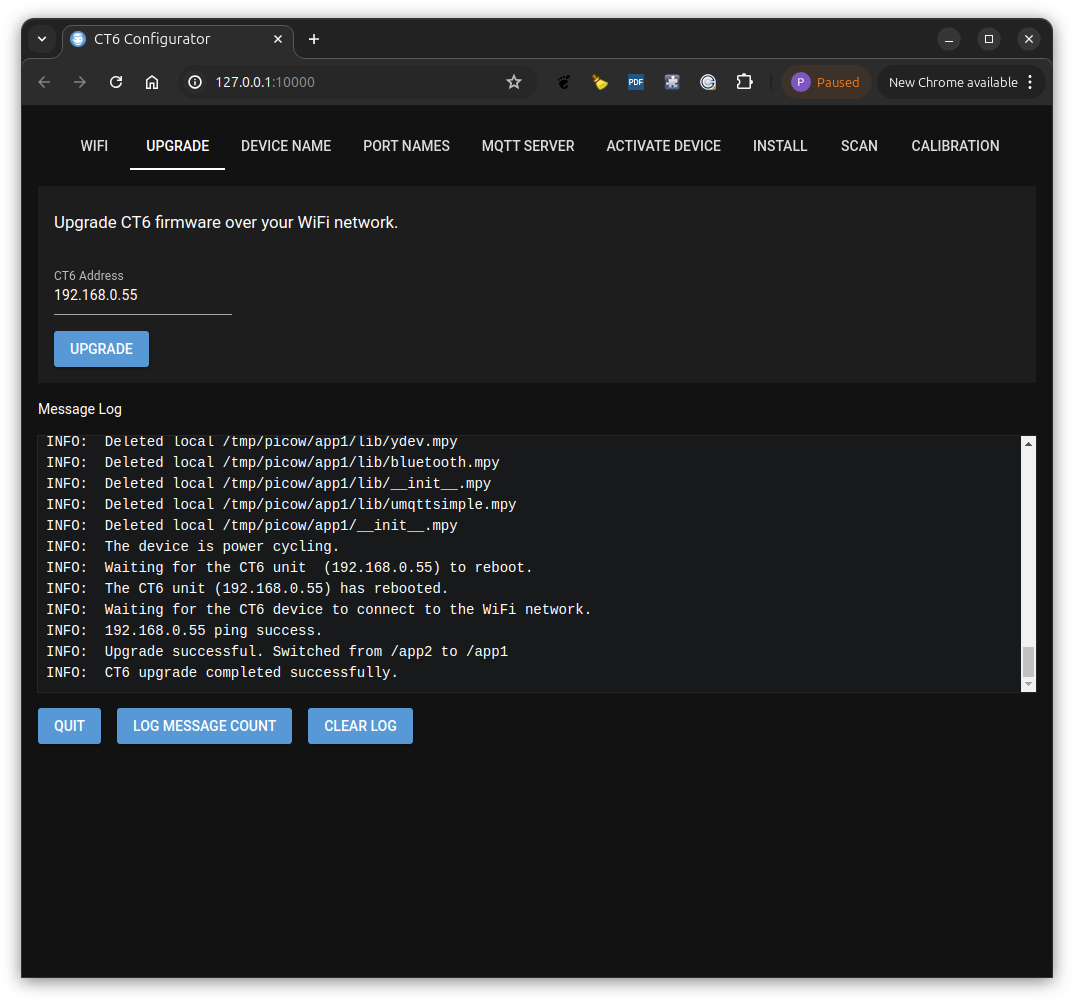 CT6 Configurator
127.0.0.1:10000
PDF
P Paused
New Chrome available
WIFI UPGRADE DEVICE NAME PORT NAMES MQTT SERVER ACTIVATE DEVICE INSTALL SCAN CALIBRATION
Upgrade CT6 firmware over your WiFi network.
CT6 Address
192.168.0.55
UPGRADE
Message Log
INFO:  Deleted local /tmp/picow/app1/lib/ydev.mpy
INFO:  Deleted local /tmp/picow/app1/lib/bluetooth.mpy
INFO:  Deleted local /tmp/picow/app1/lib/__init__.mpy
INFO:  Deleted local /tmp/picow/app1/lib/umqttsimple.mpy
INFO:  Deleted local /tmp/picow/app1/__init__.mpy
INFO:  The device is power cycling.
INFO:  Waiting for the CT6 unit  (192.168.0.55) to reboot.
INFO:  The CT6 unit (192.168.0.55) has rebooted.
INFO:  Waiting for the CT6 device to connect to the WiFi network.
INFO:  192.168.0.55 ping success.
INFO:  Upgrade successful. Switched from /app2 to /app1
INFO:  CT6 upgrade completed successfully.
QUIT LOG MESSAGE COUNT CLEAR LOG